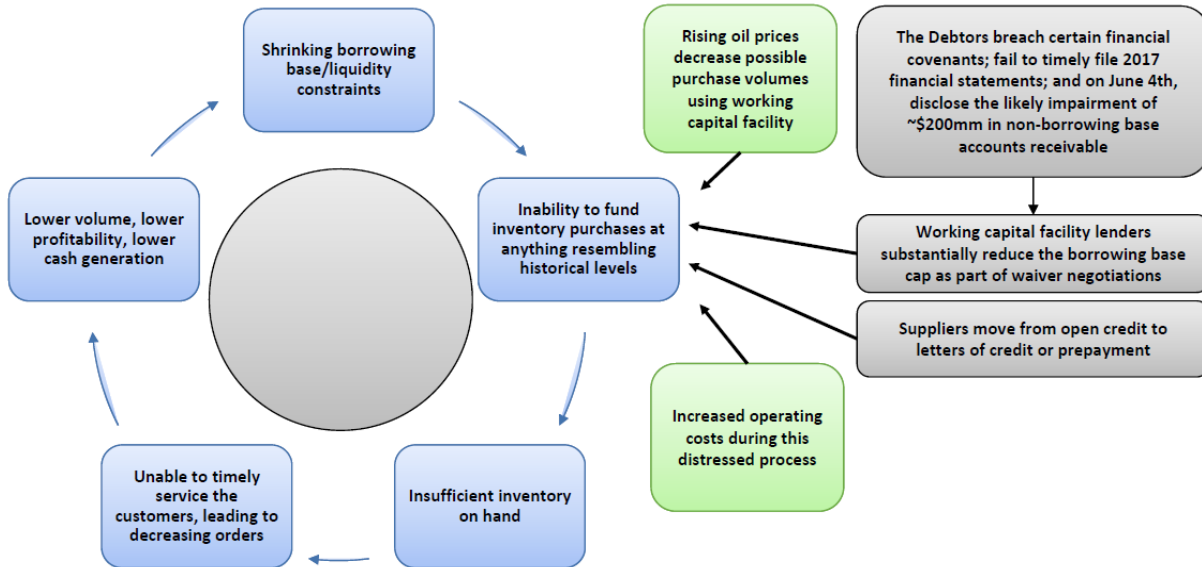 Shrinking borrowing
base/liquidity
constraints
Rising oil prices
decrease possible
purchase volumes
using working
capital facility
The Debtors breach certain financial
covenants; fail to timely file 2017
financial statements; and on June 4th,
disclose the likely impairment of
~$200mm in non-borrowing base
accounts receivable
Lower volume, lower
profitability, lower
cash generation
Inability to fund
inventory purchases at
anything resembling
historical levels
Working capital facility lenders
substantially reduce the borrowing base
cap as part of waiver negotiations
Suppliers move from open credit to
letters of credit or prepayment
Increased operating
costs during this
distressed process
Unable to timely
service the
customers, leading to
decreasing orders
Insufficient inventory
on hand